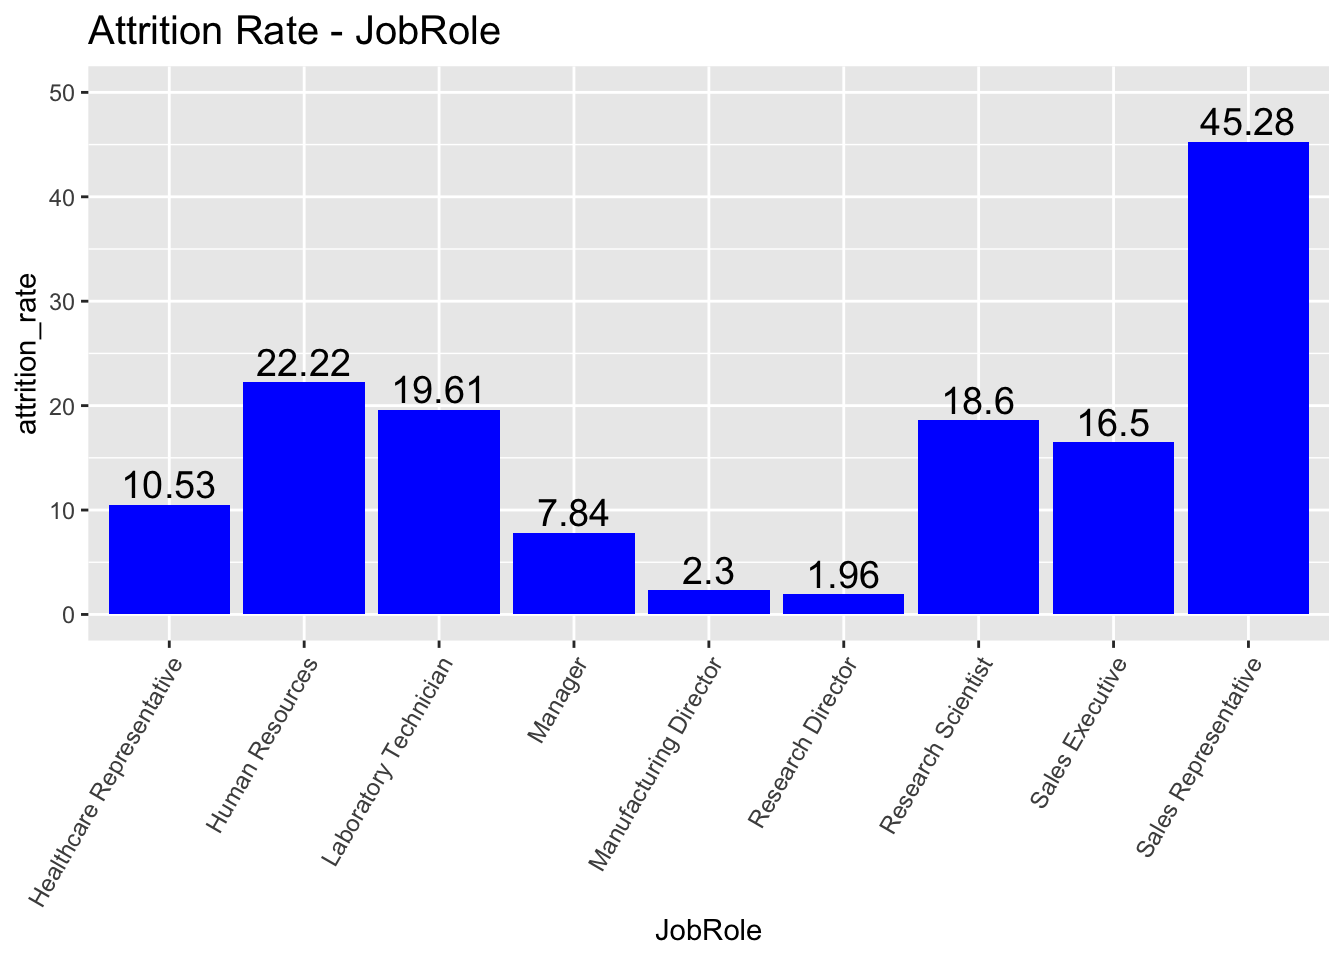 Attrition Rate - JobRole
attrition_rate
50
40
30
20
10
0
10.53
22.22
19.61
7.84
2.3
1.96
18.6
16.5
45.28
Healthcare Representative
Human Resources
Laboratory Technician
Manager
Manufacturing Director
Research Director
Research Scientist
Sales Executive
Sales Representative
JobRole